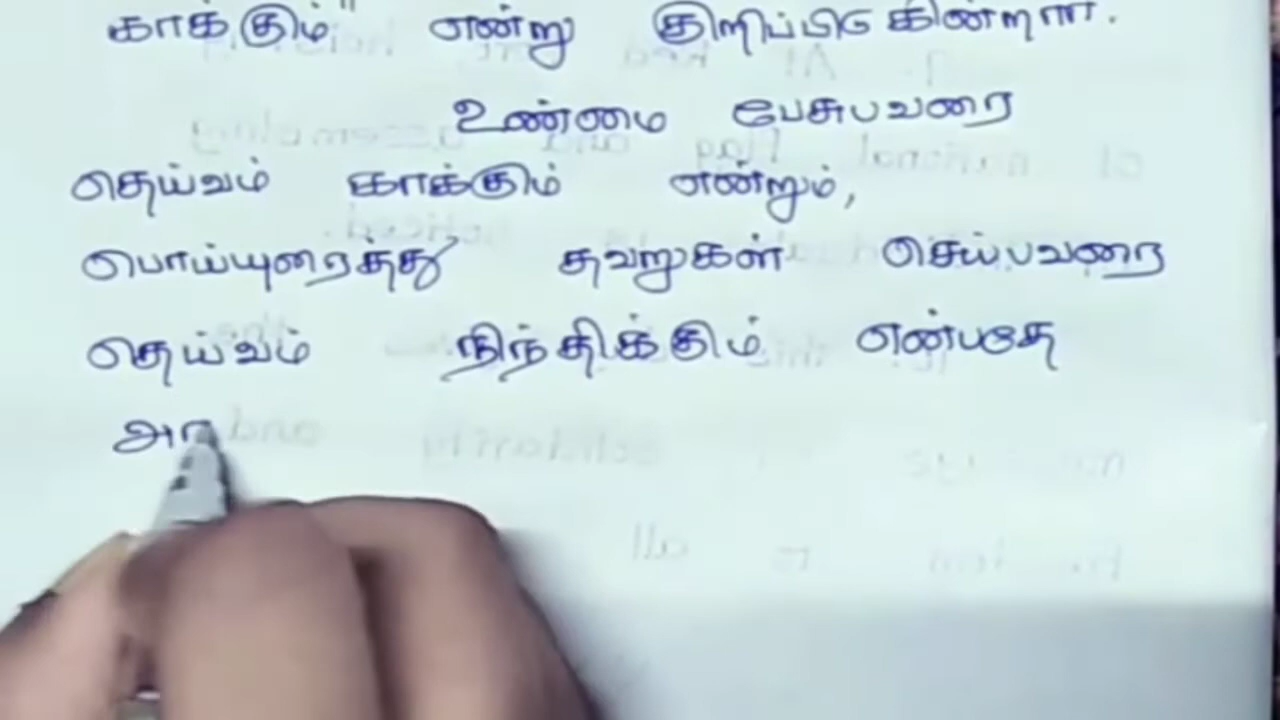 காக்கும்" என்று குறிப்பிடுகின்றார்.
உண்மை பேசுபவரை
தெய்வம் காக்கும் என்றும்,
பொய்யுரைத்து தவறுகள் செய்பவரை
தெய்வம் நிந்திக்கும் என்பதே